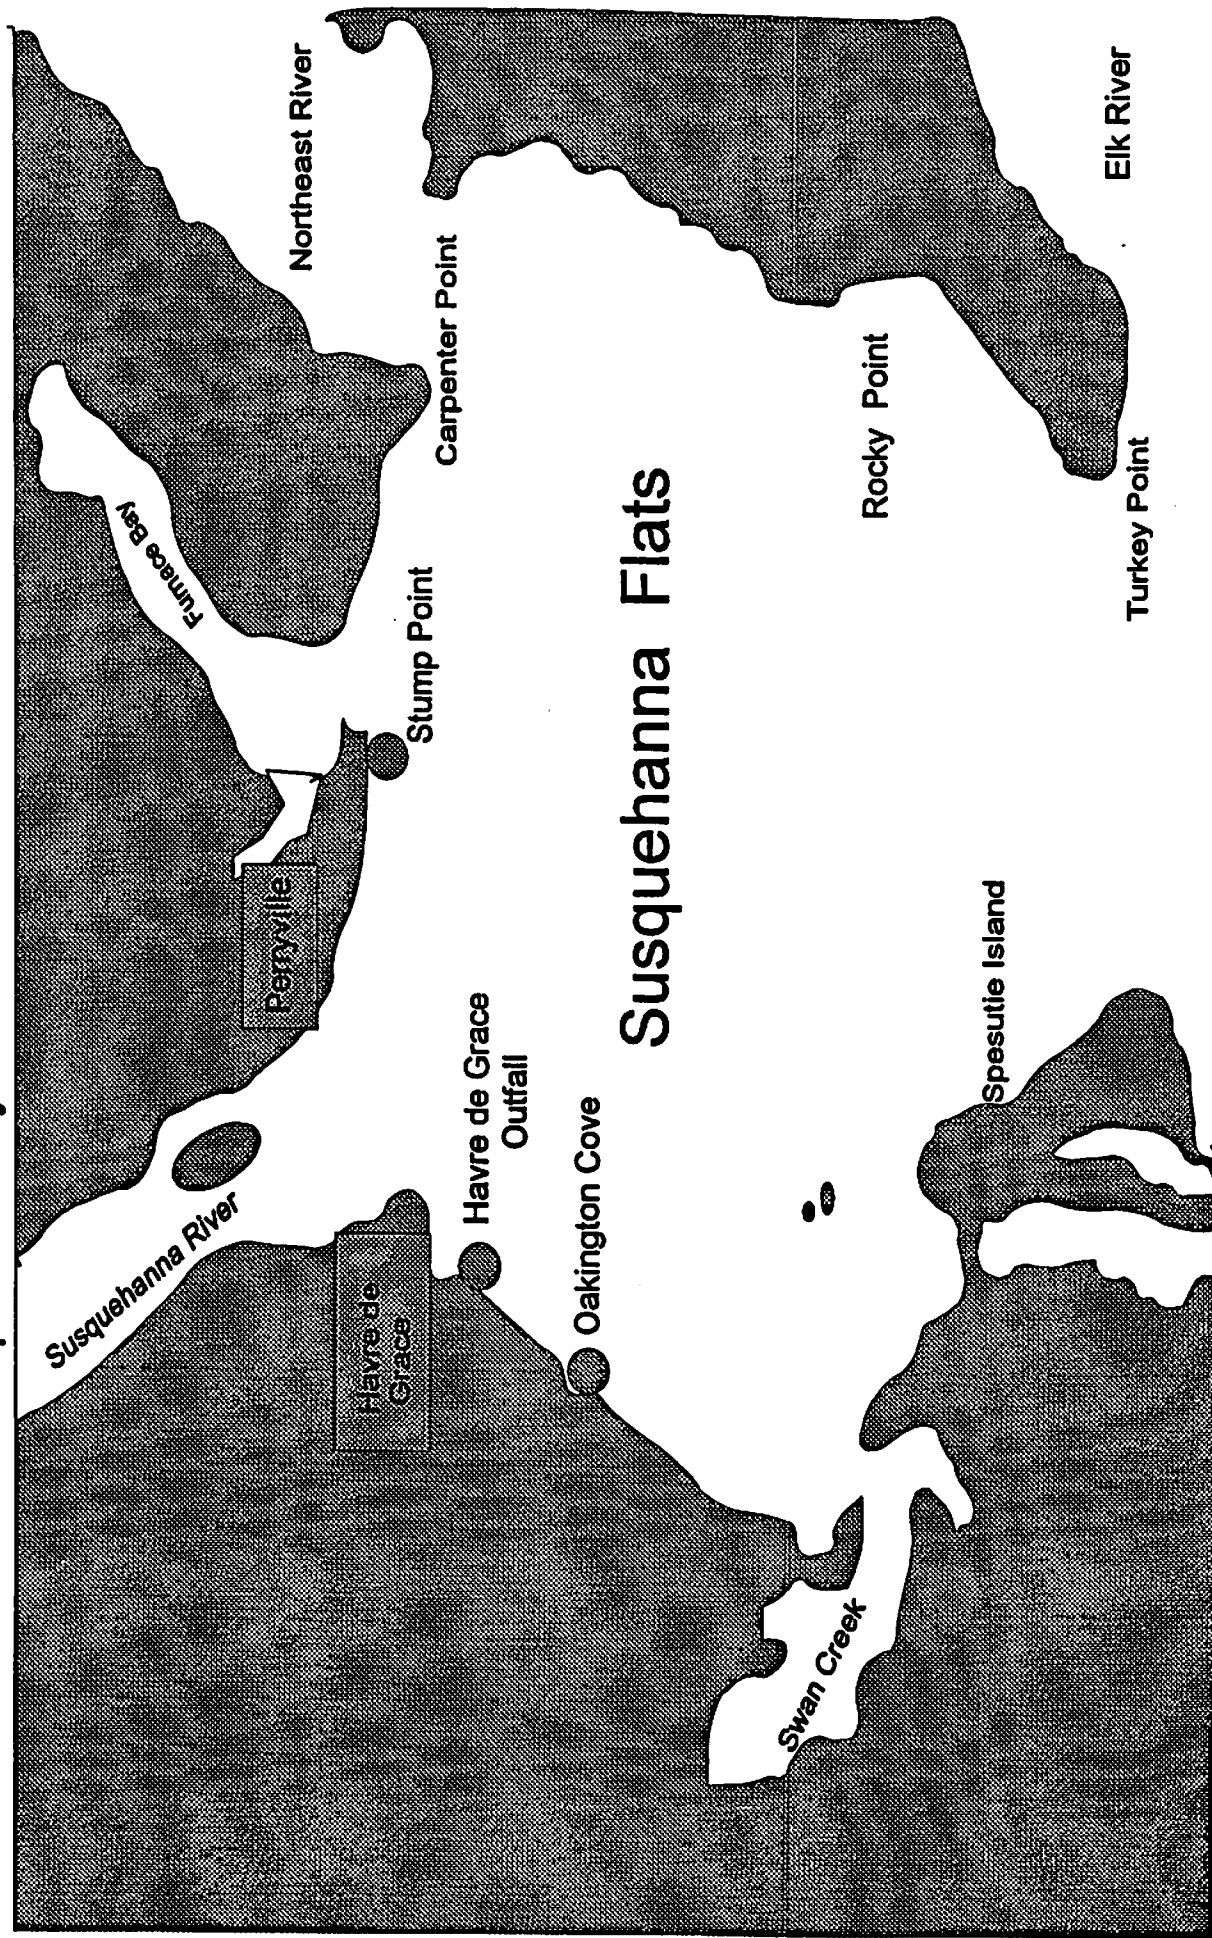 Susquehanna River
Perryville
Furnace Bay
Northeast River
Havre de
Grace
Havre de Grace
Outfall
Stump Point
Carpenter Point
Oakington Cove
Susquehanna Flats
Swan Creek
Rocky Point
Spesutie Island
Turkey Point
Elk River